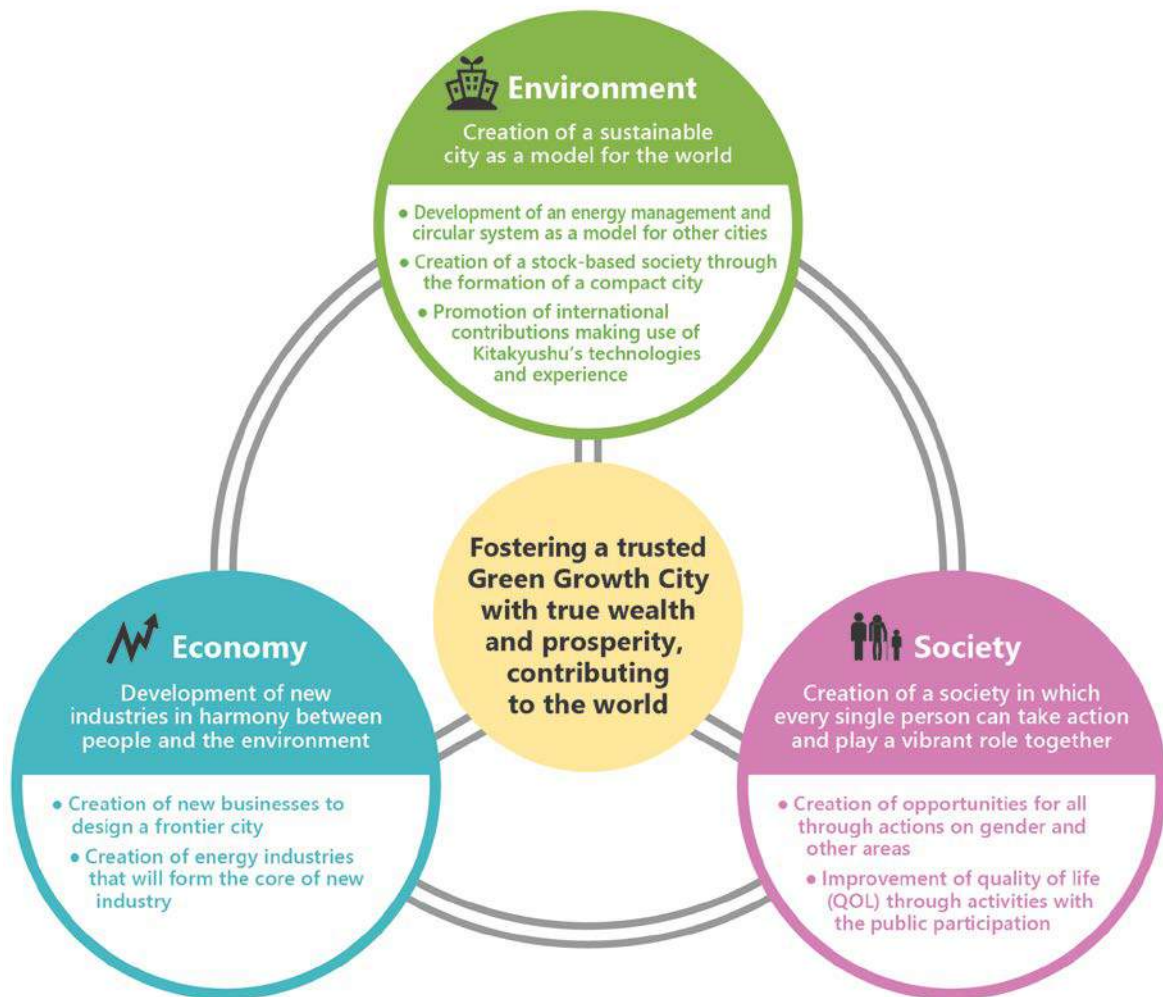 Environment
Creation of a sustainable
city as a model for the world
● Development of an energy management and
circular system as a model for other cities
● Creation of a stock-based society through
the formation of a compact city
● Promotion of international
contributions making use of
Kitakyushu's technologies
and experience
Fostering a trusted
Green Growth City
with true wealth
and prosperity,
contributing
to the world
Economy
Development of new
industries in harmony between
people and the environment
● Creation of new businesses to
design a frontier city
● Creation of energy industries
that will form the core of new
industry
Society
Creation of a society in which
every single person can take action
and play a vibrant role together
● Creation of opportunities for all
through actions on gender and
other areas
● Improvement of quality of life
(QOL) through activities with
the public participation